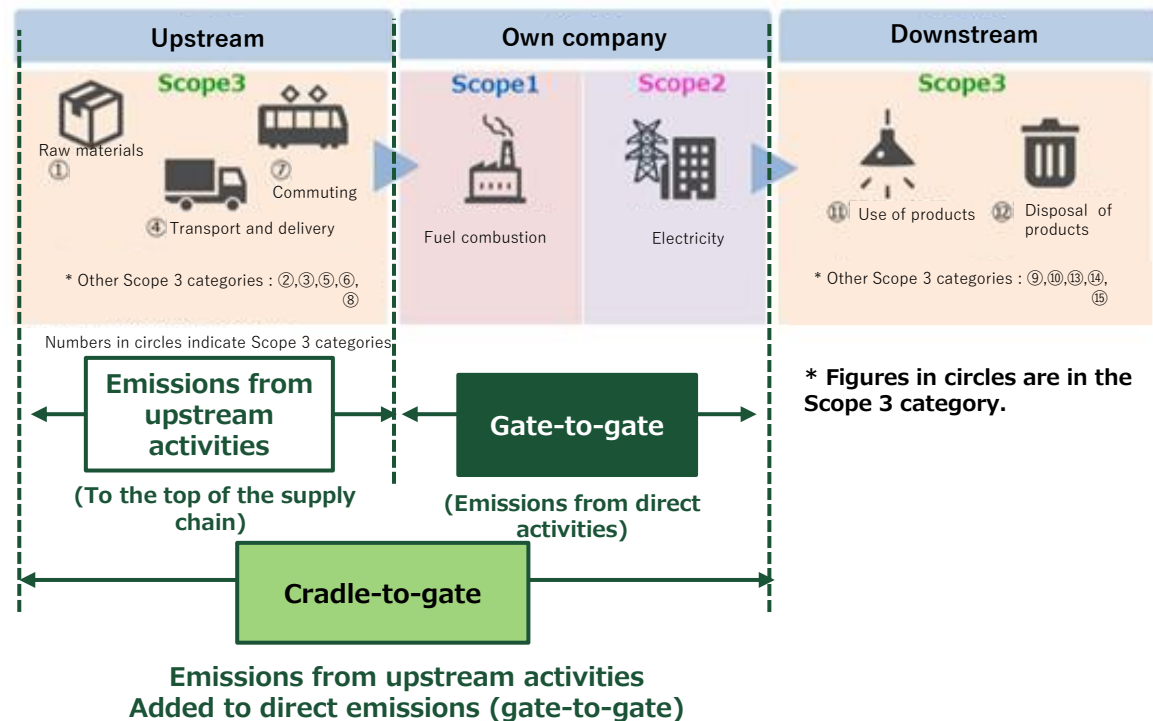 Upstream
Own company
Downstream
Scope3
Scope1
Scope2
Scope3
Raw materials
①
⑦
Commuting
④ Transport and delivery
* Other Scope 3 categories : ②,③,⑤,⑥,
⑧
Fuel combustion
Electricity
⑪ Use of products
⑫ Disposal of
products
* Other Scope 3 categories : ⑨,⑩,⑬,⑭,
⑮
Numbers in circles indicate Scope 3 categories
Emissions from
upstream
activities
(To the top of the supply
chain)
Gate-to-gate
(Emissions from direct
activities)
* Figures in circles are in the
Scope 3 category.
Cradle-to-gate
Emissions from upstream activities
Added to direct emissions (gate-to-gate)